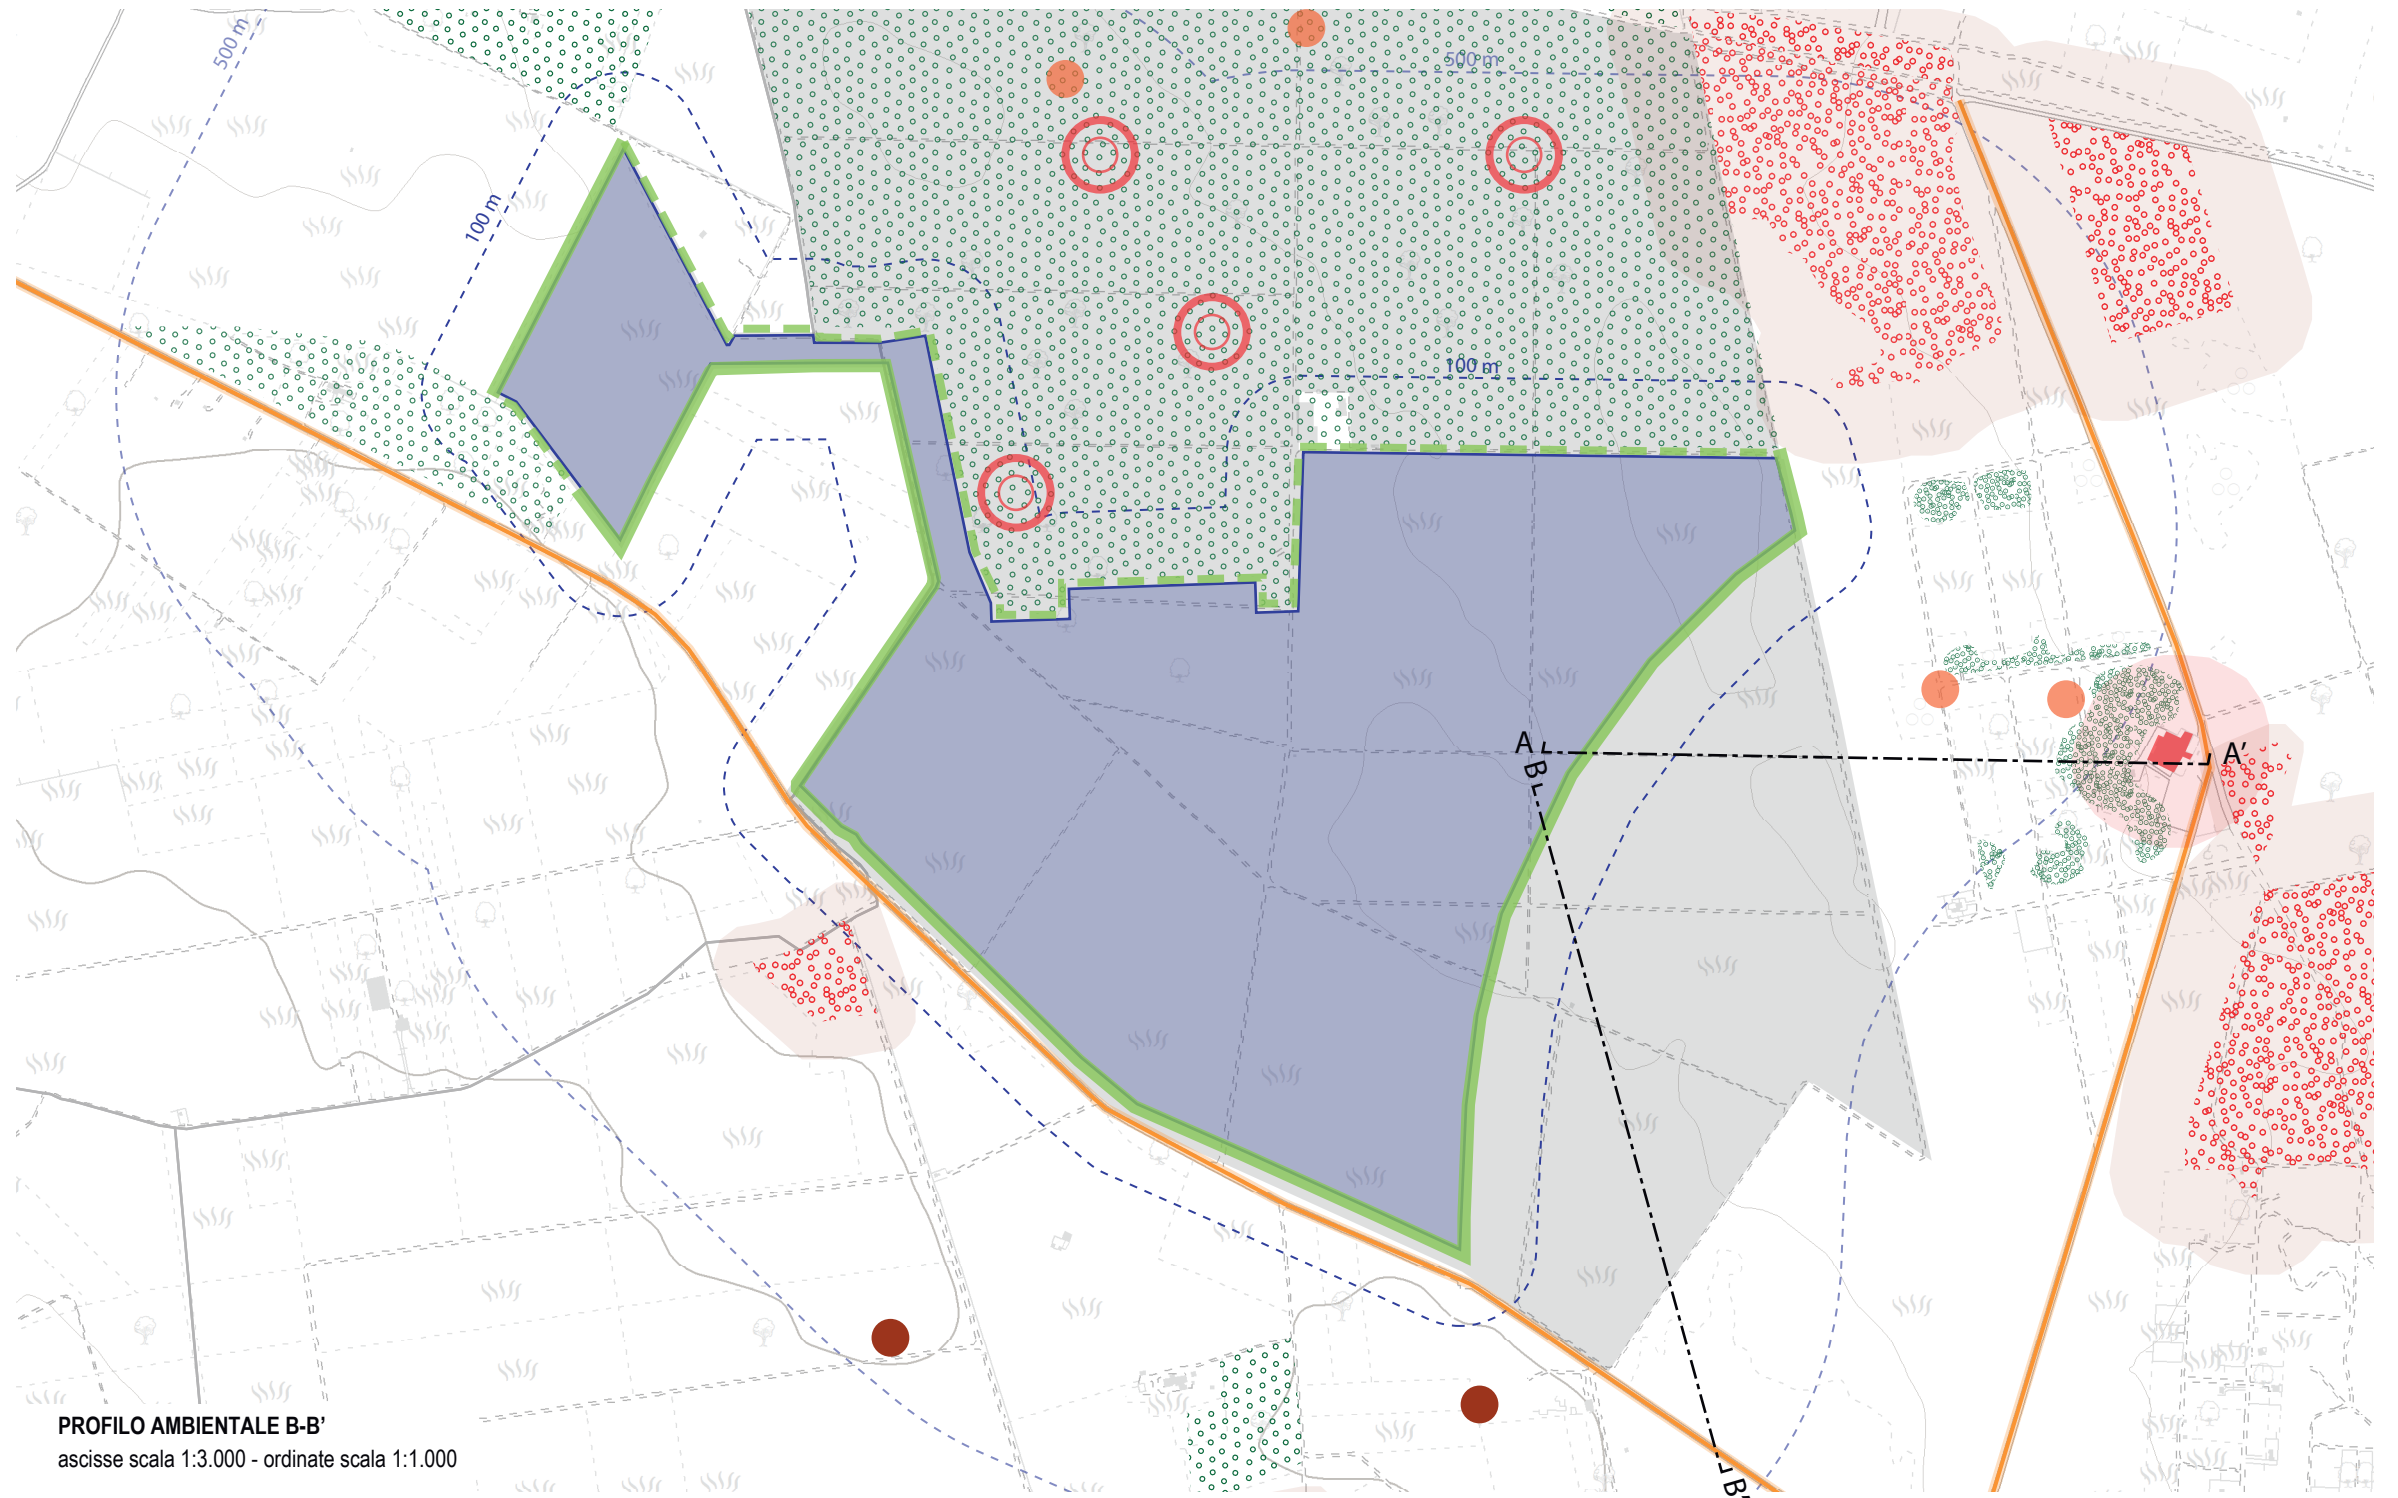 500 m
500 m
100 m
100 m
A
A'
B
B'
PROFILO AMBIENTALE B-B'
ascisse scala 1:3.000 - ordinate scala 1:1.000